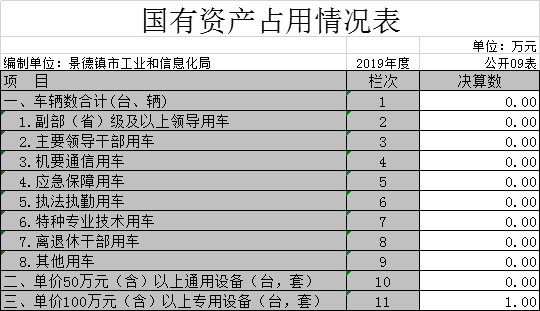 国有资产占用情况表
单位：万元
编制单位：景德镇市工业和信息化局 2019年度 公开09表
项 目 栏次 决算数
一、车辆数合计(台、辆) 1 0.00
1.副部（省）级及以上领导用车 2 0.00
2.主要领导干部用车 3 0.00
3.机要通信用车 4 0.00
4.应急保障用车 5 0.00
5.执法执勤用车 6 0.00
6.特种专业技术用车 7 0.00
7.离退休干部用车 8 0.00
8.其他用车 9 0.00
二、单价50万元（含）以上通用设备（台，套） 10 0.00
三、单价100万元（含）以上专用设备（台，套） 11 1.00